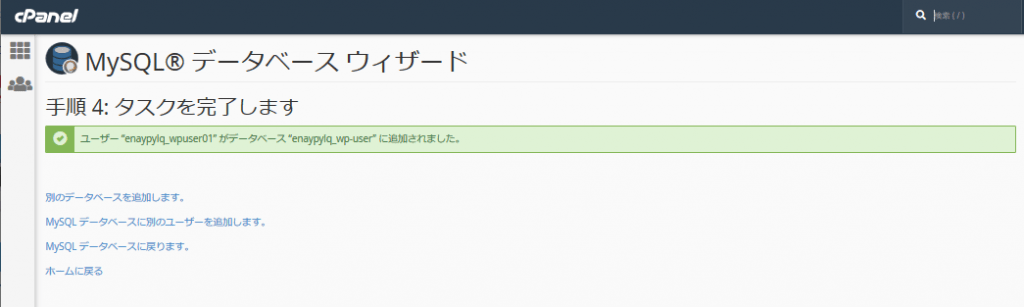 cPanel
検索 ( / )
MySQL® データベース ウィザード
手順 4: タスクを完了します
ユーザー “enaypylq_wpuser01” がデータベース “enaypylq_wp-user” に追加されました。
別のデータベースを追加します。
MySQL データベースに別のユーザーを追加します。
MySQL データベースに戻ります。
ホームに戻る